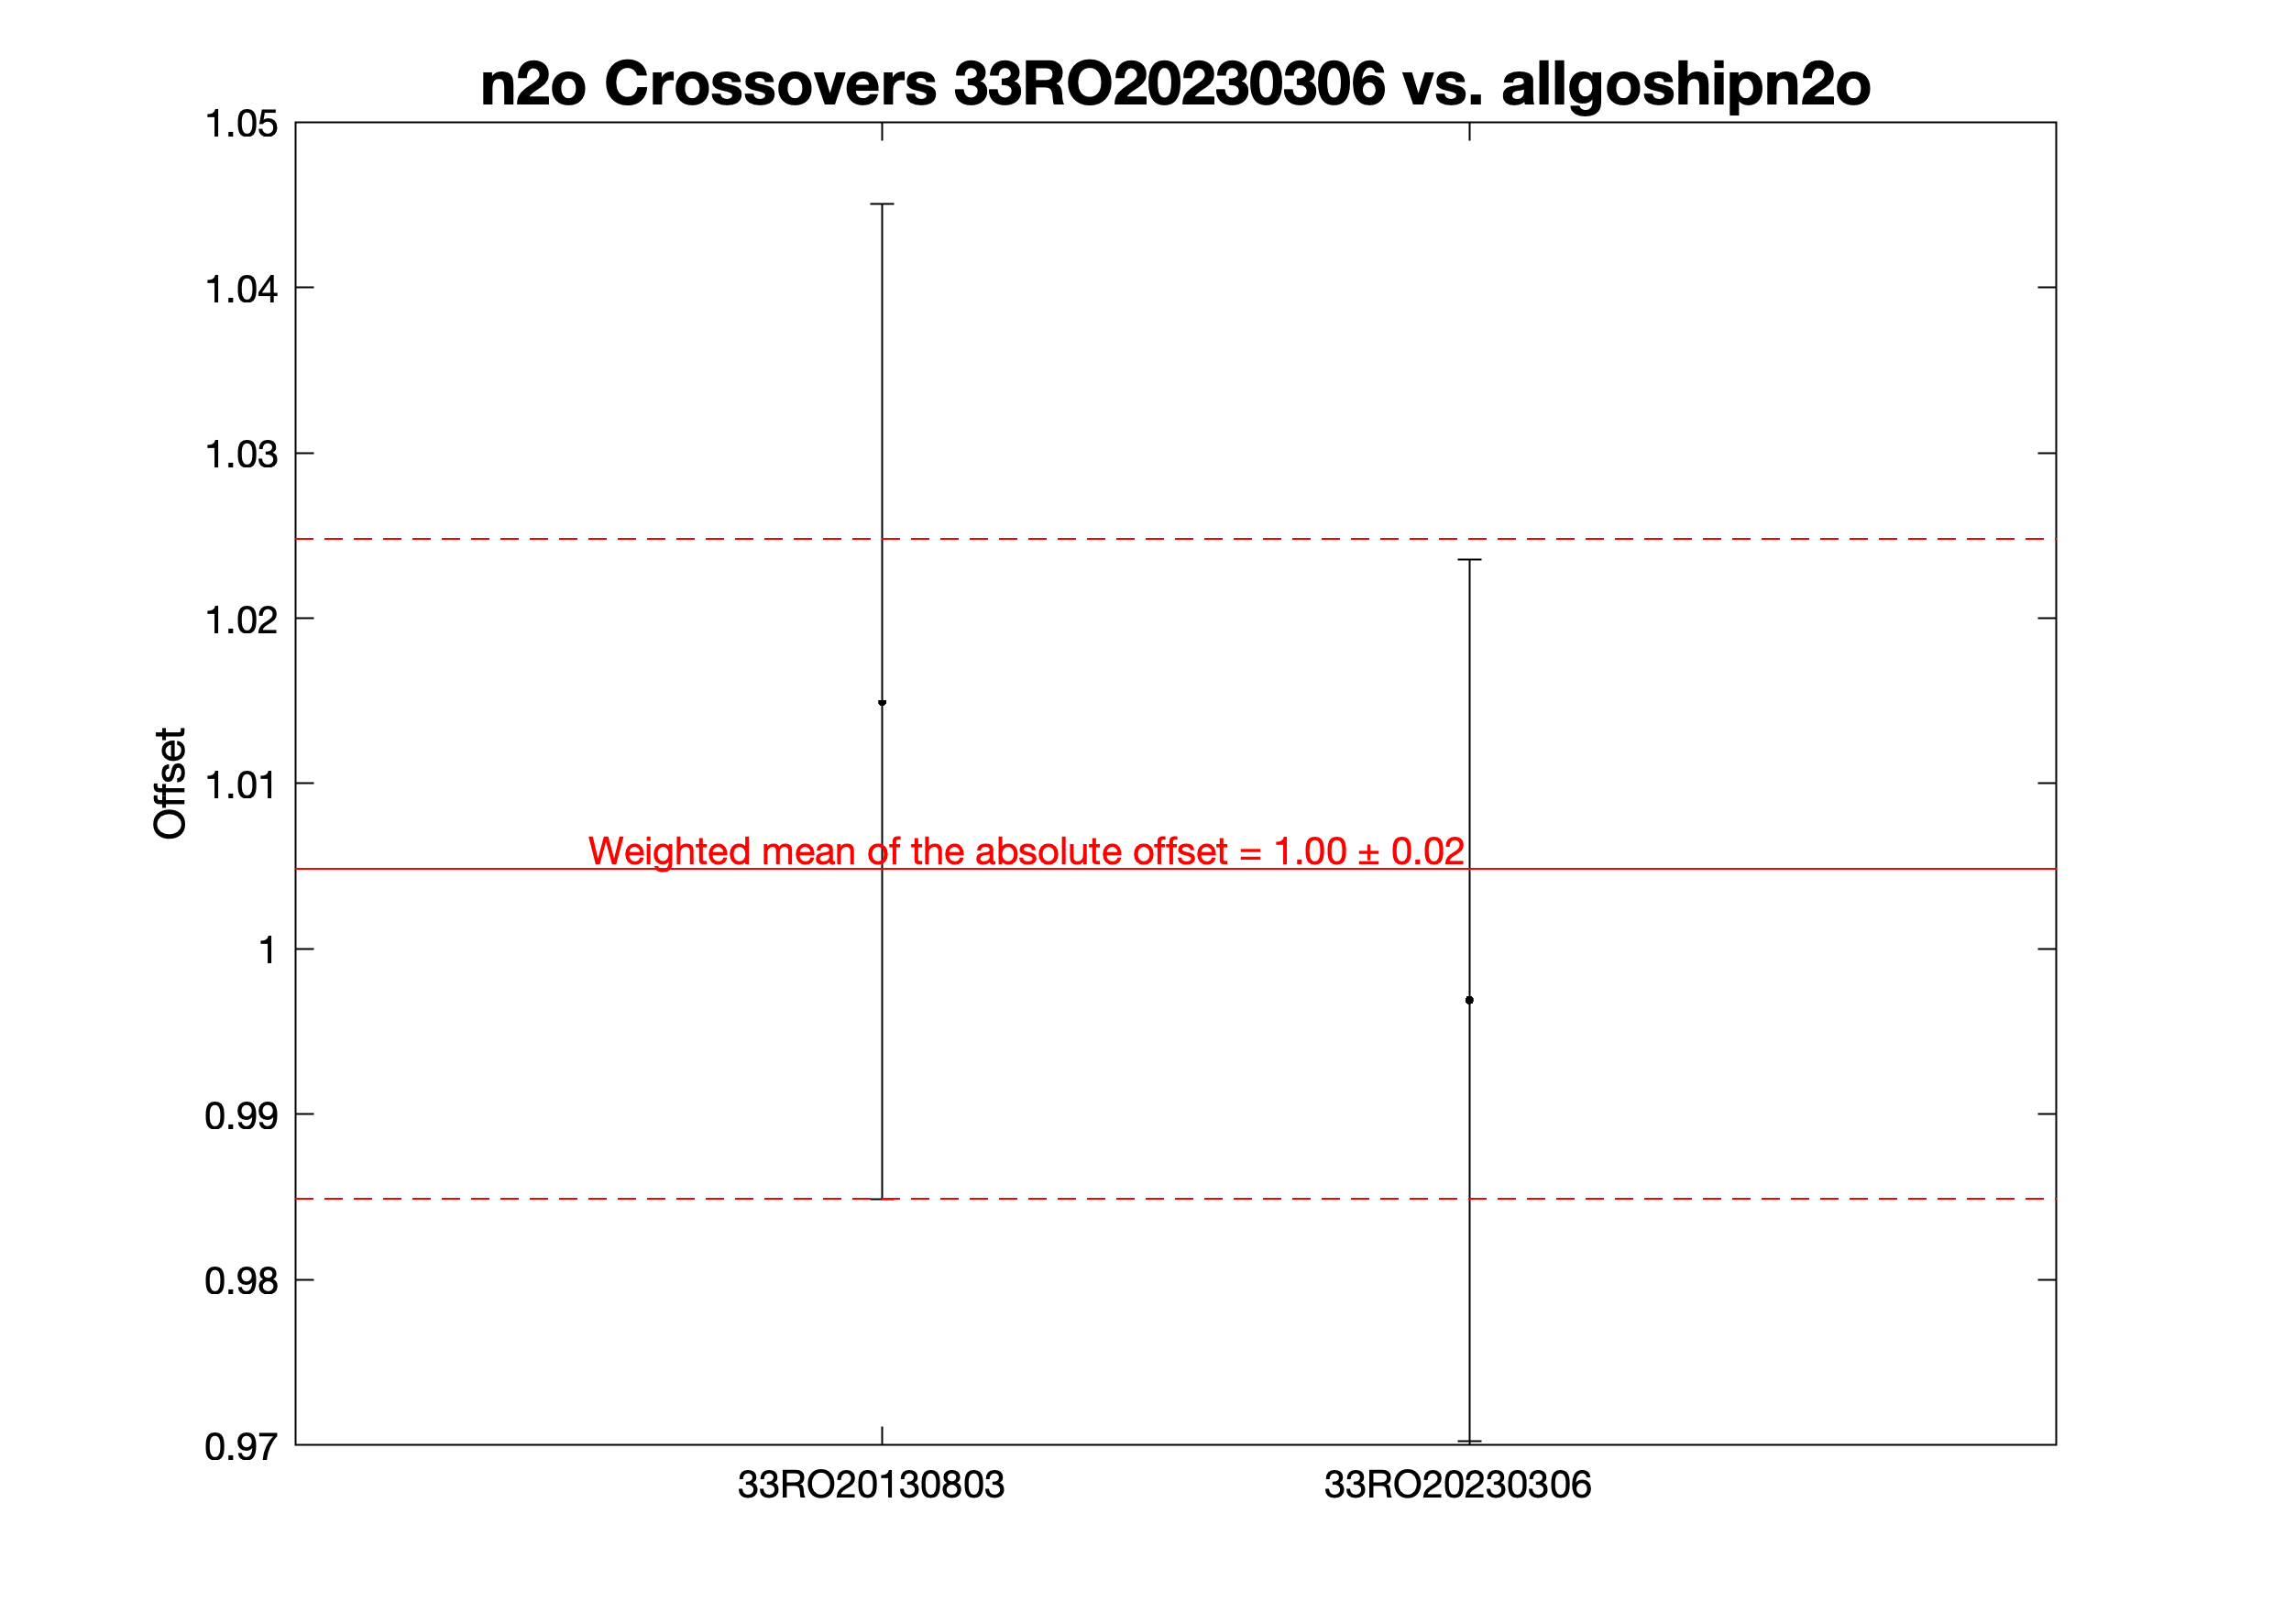 n2o Crossovers 33RO20230306 vs. allgoshipn2o
1.05
1.04
1.03
1.02
1.01
1
0.99
0.98
0.97
Offset
Weighted mean of the absolute offset = 1.00 ± 0.02
33RO20130803
33RO20230306